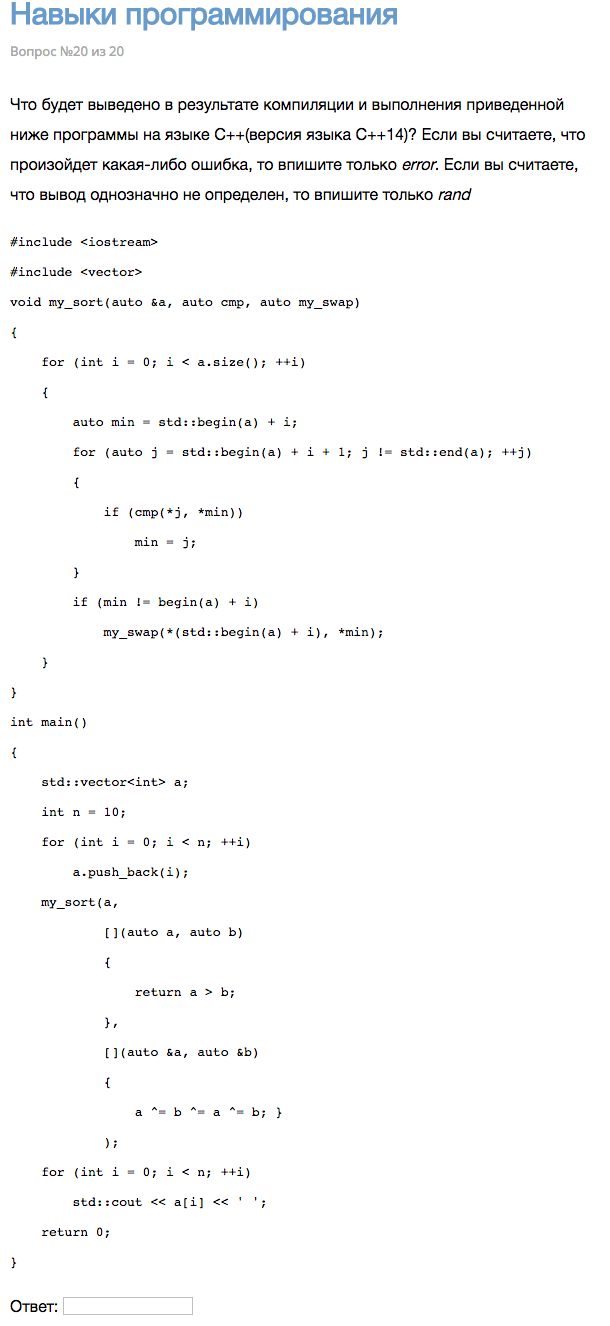 Навыки программирования
Вопрос №20 из 20
Что будет выведено в результате компиляции и выполнения приведенной
ниже программы на языке C++(версия языка C++14)? Если вы считаете, что
произойдет какая-либо ошибка, то впишите только error. Если вы считаете,
что вывод однозначно не определен, то впишите только rand
#include <iostream>
#include <vector>
void my_sort(auto &a, auto cmp, auto my_swap)
{
    for (int i = 0; i < a.size(); ++i)
    {
        auto min = std::begin(a) + i;
        for (auto j = std::begin(a) + i + 1; j != std::end(a); ++j)
        {
            if (cmp(*j, *min))
                min = j;
        }
        if (min != begin(a) + i)
            my_swap(*(std::begin(a) + i), *min);
    }
}
int main()
{
    std::vector<int> a;
    int n = 10;
    for (int i = 0; i < n; ++i)
        a.push_back(i);
    my_sort(a,
            [](auto a, auto b)
            {
                return a > b;
            },
            [](auto &a, auto &b)
            {
                a ^= b ^= a ^= b; }
            );
    for (int i = 0; i < n; ++i)
        std::cout << a[i] << ' ';
    return 0;
}
Ответ: